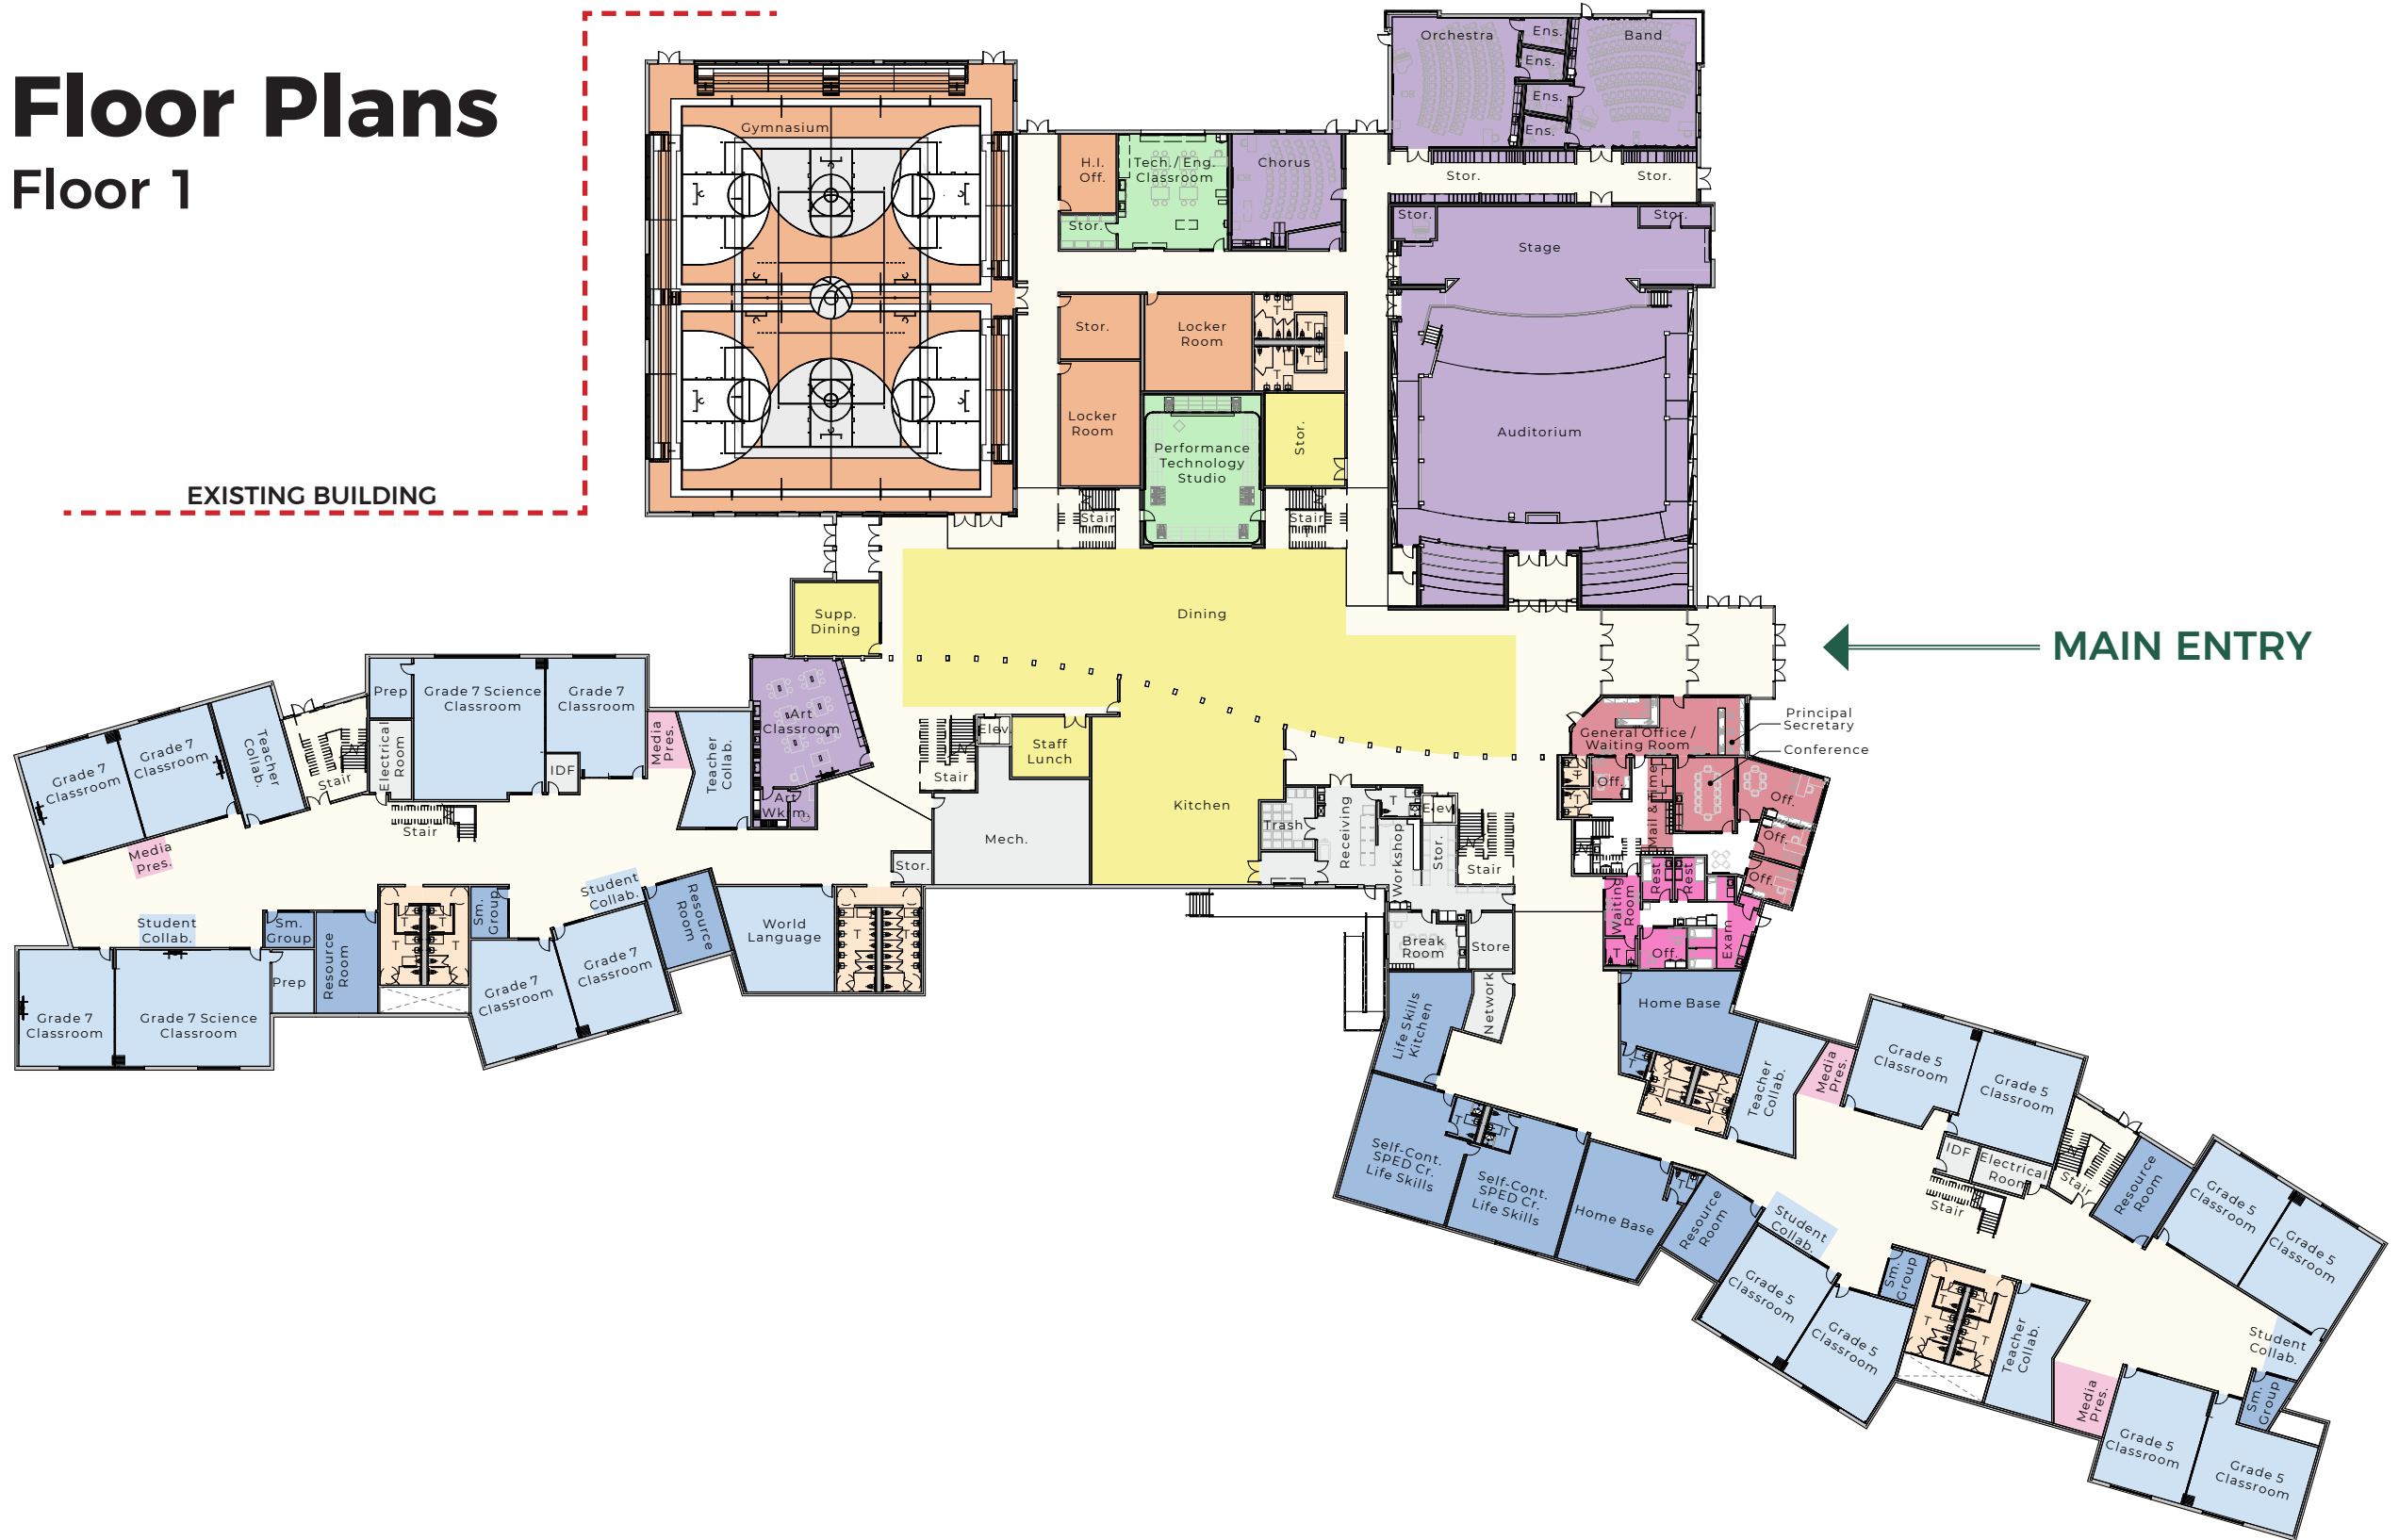 Floor Plans
Floor 1
EXISTING BUILDING
MAIN ENTRY
Gymnasium
H.I.
Off.
Stor.
Tech./ Eng.
Classroom
Chorus
Orchestra
Ens.
Ens.
Ens.
Ens.
Band
Stor.
Stor.
Stor.
Stor.
Stage
Auditorium
Stor.
Locker
Room
T
T
T
T
Locker
Room
Performance
Technology
Studio
Stor.
Stair
Stair
T
Supp.
Dining
Dining
Art
Classroom
Art
Wkrm.
Elev.
Stair
Staff
Lunch
Kitchen
Mech.
Stor.
Trash
Receiving
T
Elev.
Workshop
Stor.
Stair
Break
Room
Store
Network
Principal
Secretary
Conference
General Office /
Waiting Room
T
T
Off.
Mail & Time
Off.
Off.
Off.
Rest
Rest
Waiting
Room
T
Off.
Exam
Prep
Grade 7 Science
Classroom
Grade 7
Classroom
Electrical
Room
IDF
Media
Pres.
Teacher
Collab.
Grade 7
Classroom
Grade 7
Classroom
Teacher
Collab.
Stair
Stair
Media
Pres.
Student
Collab.
Sm.
Group
Resource
Room
Prep
Grade 7
Classroom
Grade 7 Science
Classroom
T
T
Sm.
Group
Student
Collab.
Grade 7
Classroom
Grade 7
Classroom
Resource
Room
World
Language
T
T
Life Skills
Kitchen
Home Base
T
T
T
Teacher
Collab.
Media
Pres.
Grade 5
Classroom
Grade 5
Classroom
IDF
Electrical
Room
Stair
Stair
Resource
Room
Grade 5
Classroom
Grade 5
Classroom
Self-Cont.
SPED Cr.
Life Skills
T
T
Self-Cont.
SPED Cr.
Life Skills
Home Base
T
Resource
Room
Student
Collab.
Grade 5
Classroom
Grade 5
Classroom
Sm.
Group
T
T
T
T
Teacher
Collab.
Media
Pres.
Student
Collab.
Sm.
Group
Grade 5
Classroom
Grade 5
Classroom